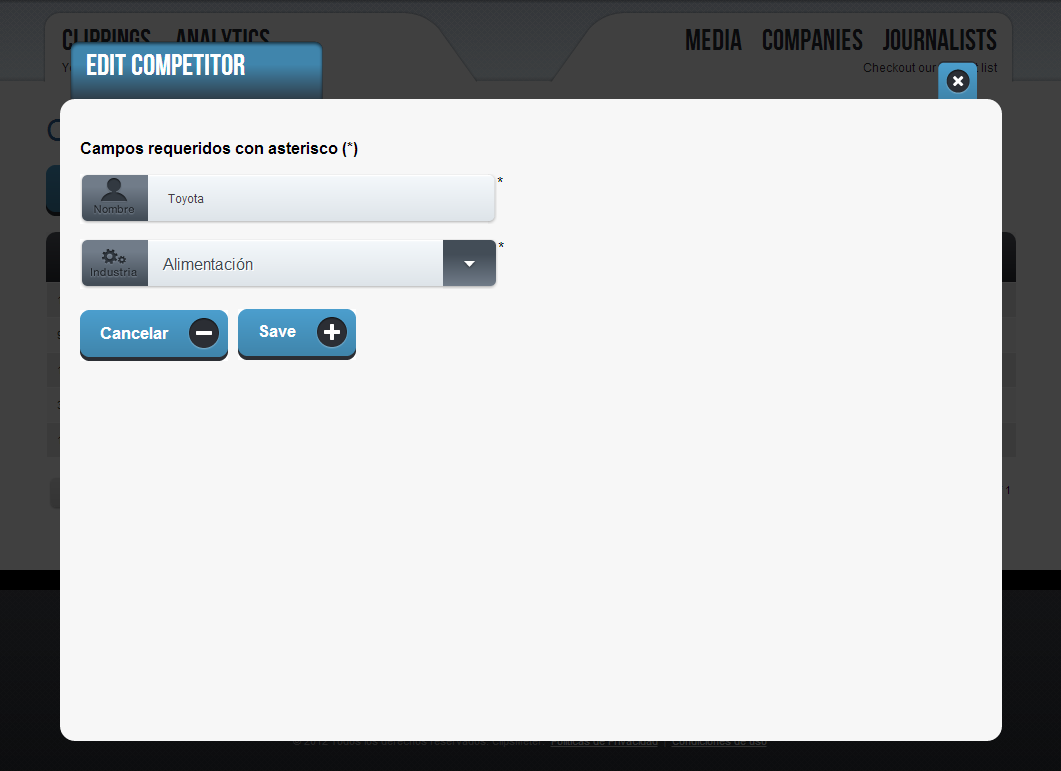 CLIPPINGS ANALYTICS
MEDIA COMPANIES JOURNALISTS
Checkout our list
EDIT COMPETITOR
Campos requeridos con asterisco (*)
Nombre
Toyota
*
Industria
Alimentación
*
Cancelar
Save
1
© 2012 Todos los derechos reservados. Políticas de Privacidad | Condiciones de uso